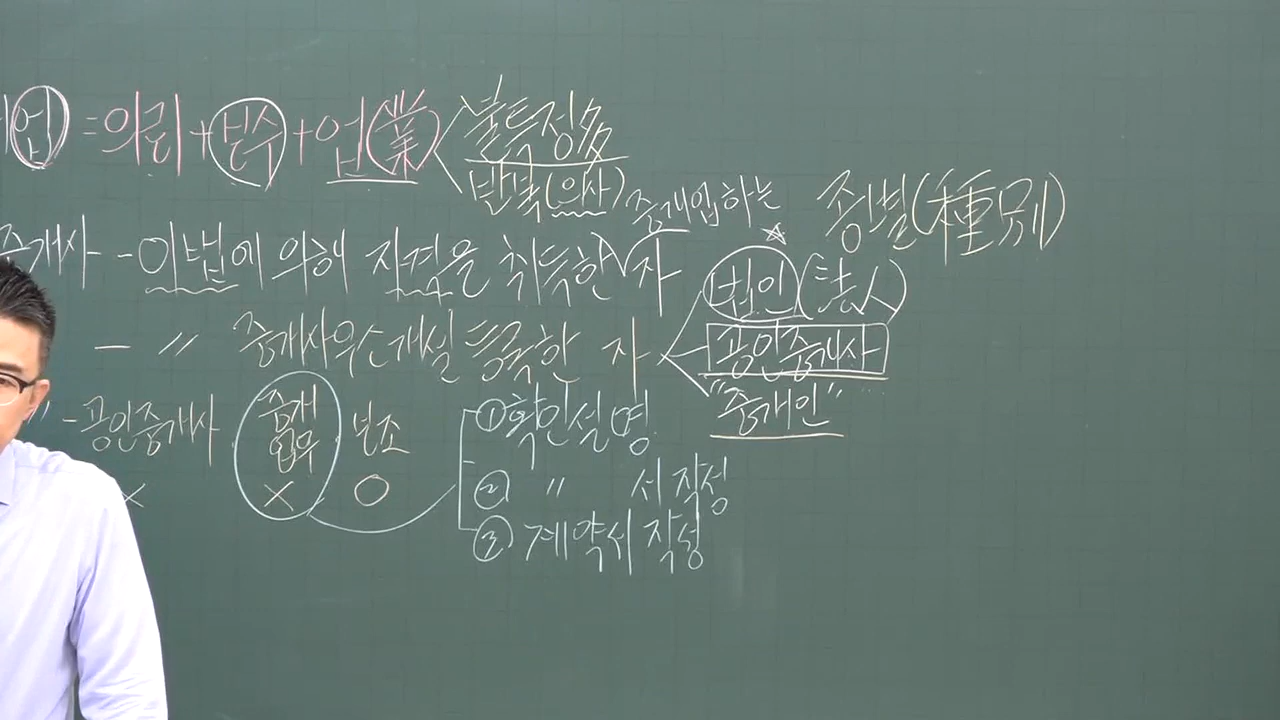 업 = 의뢰 + 보수 + 업(業) 불특정多
반복(의사)
중개업하는
종별(種別)
중개사 - 이 법에 의해 자격을 취득한 자
법인(法人)
- 〃 중개사무소개설 등록한 자
공인중개사
"중개인"
" - 공인중개사 중개업무 보조
× × ○
① 확인설명
② 〃 서 작성
③ 계약서 작성